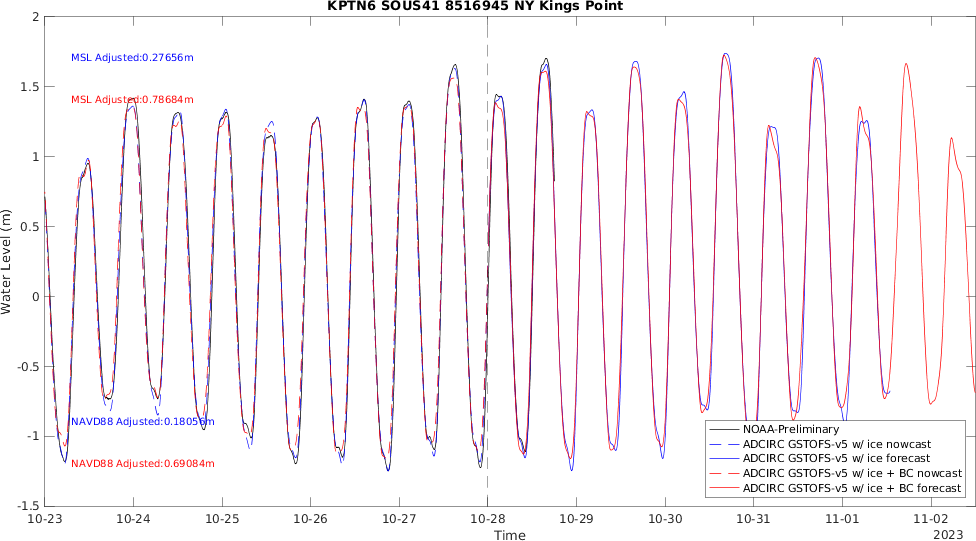 KPTN6 SOUS41 8516945 NY Kings Point
2
1.5
1
0.5
0
-0.5
-1
-1.5
Water Level (m)
MSL Adjusted:0.27656m
MSL Adjusted:0.78684m
NAVD88 Adjusted:0.18056m
NAVD88 Adjusted:0.69084m
NOAA-Preliminary
ADCIRC GSTOFS-v5 w/ ice nowcast
ADCIRC GSTOFS-v5 w/ ice forecast
ADCIRC GSTOFS-v5 w/ ice + BC nowcast
ADCIRC GSTOFS-v5 w/ ice + BC forecast
10-23 10-24 10-25 10-26 10-27 10-28 10-29 10-30 10-31 11-01 11-02
Time
2023